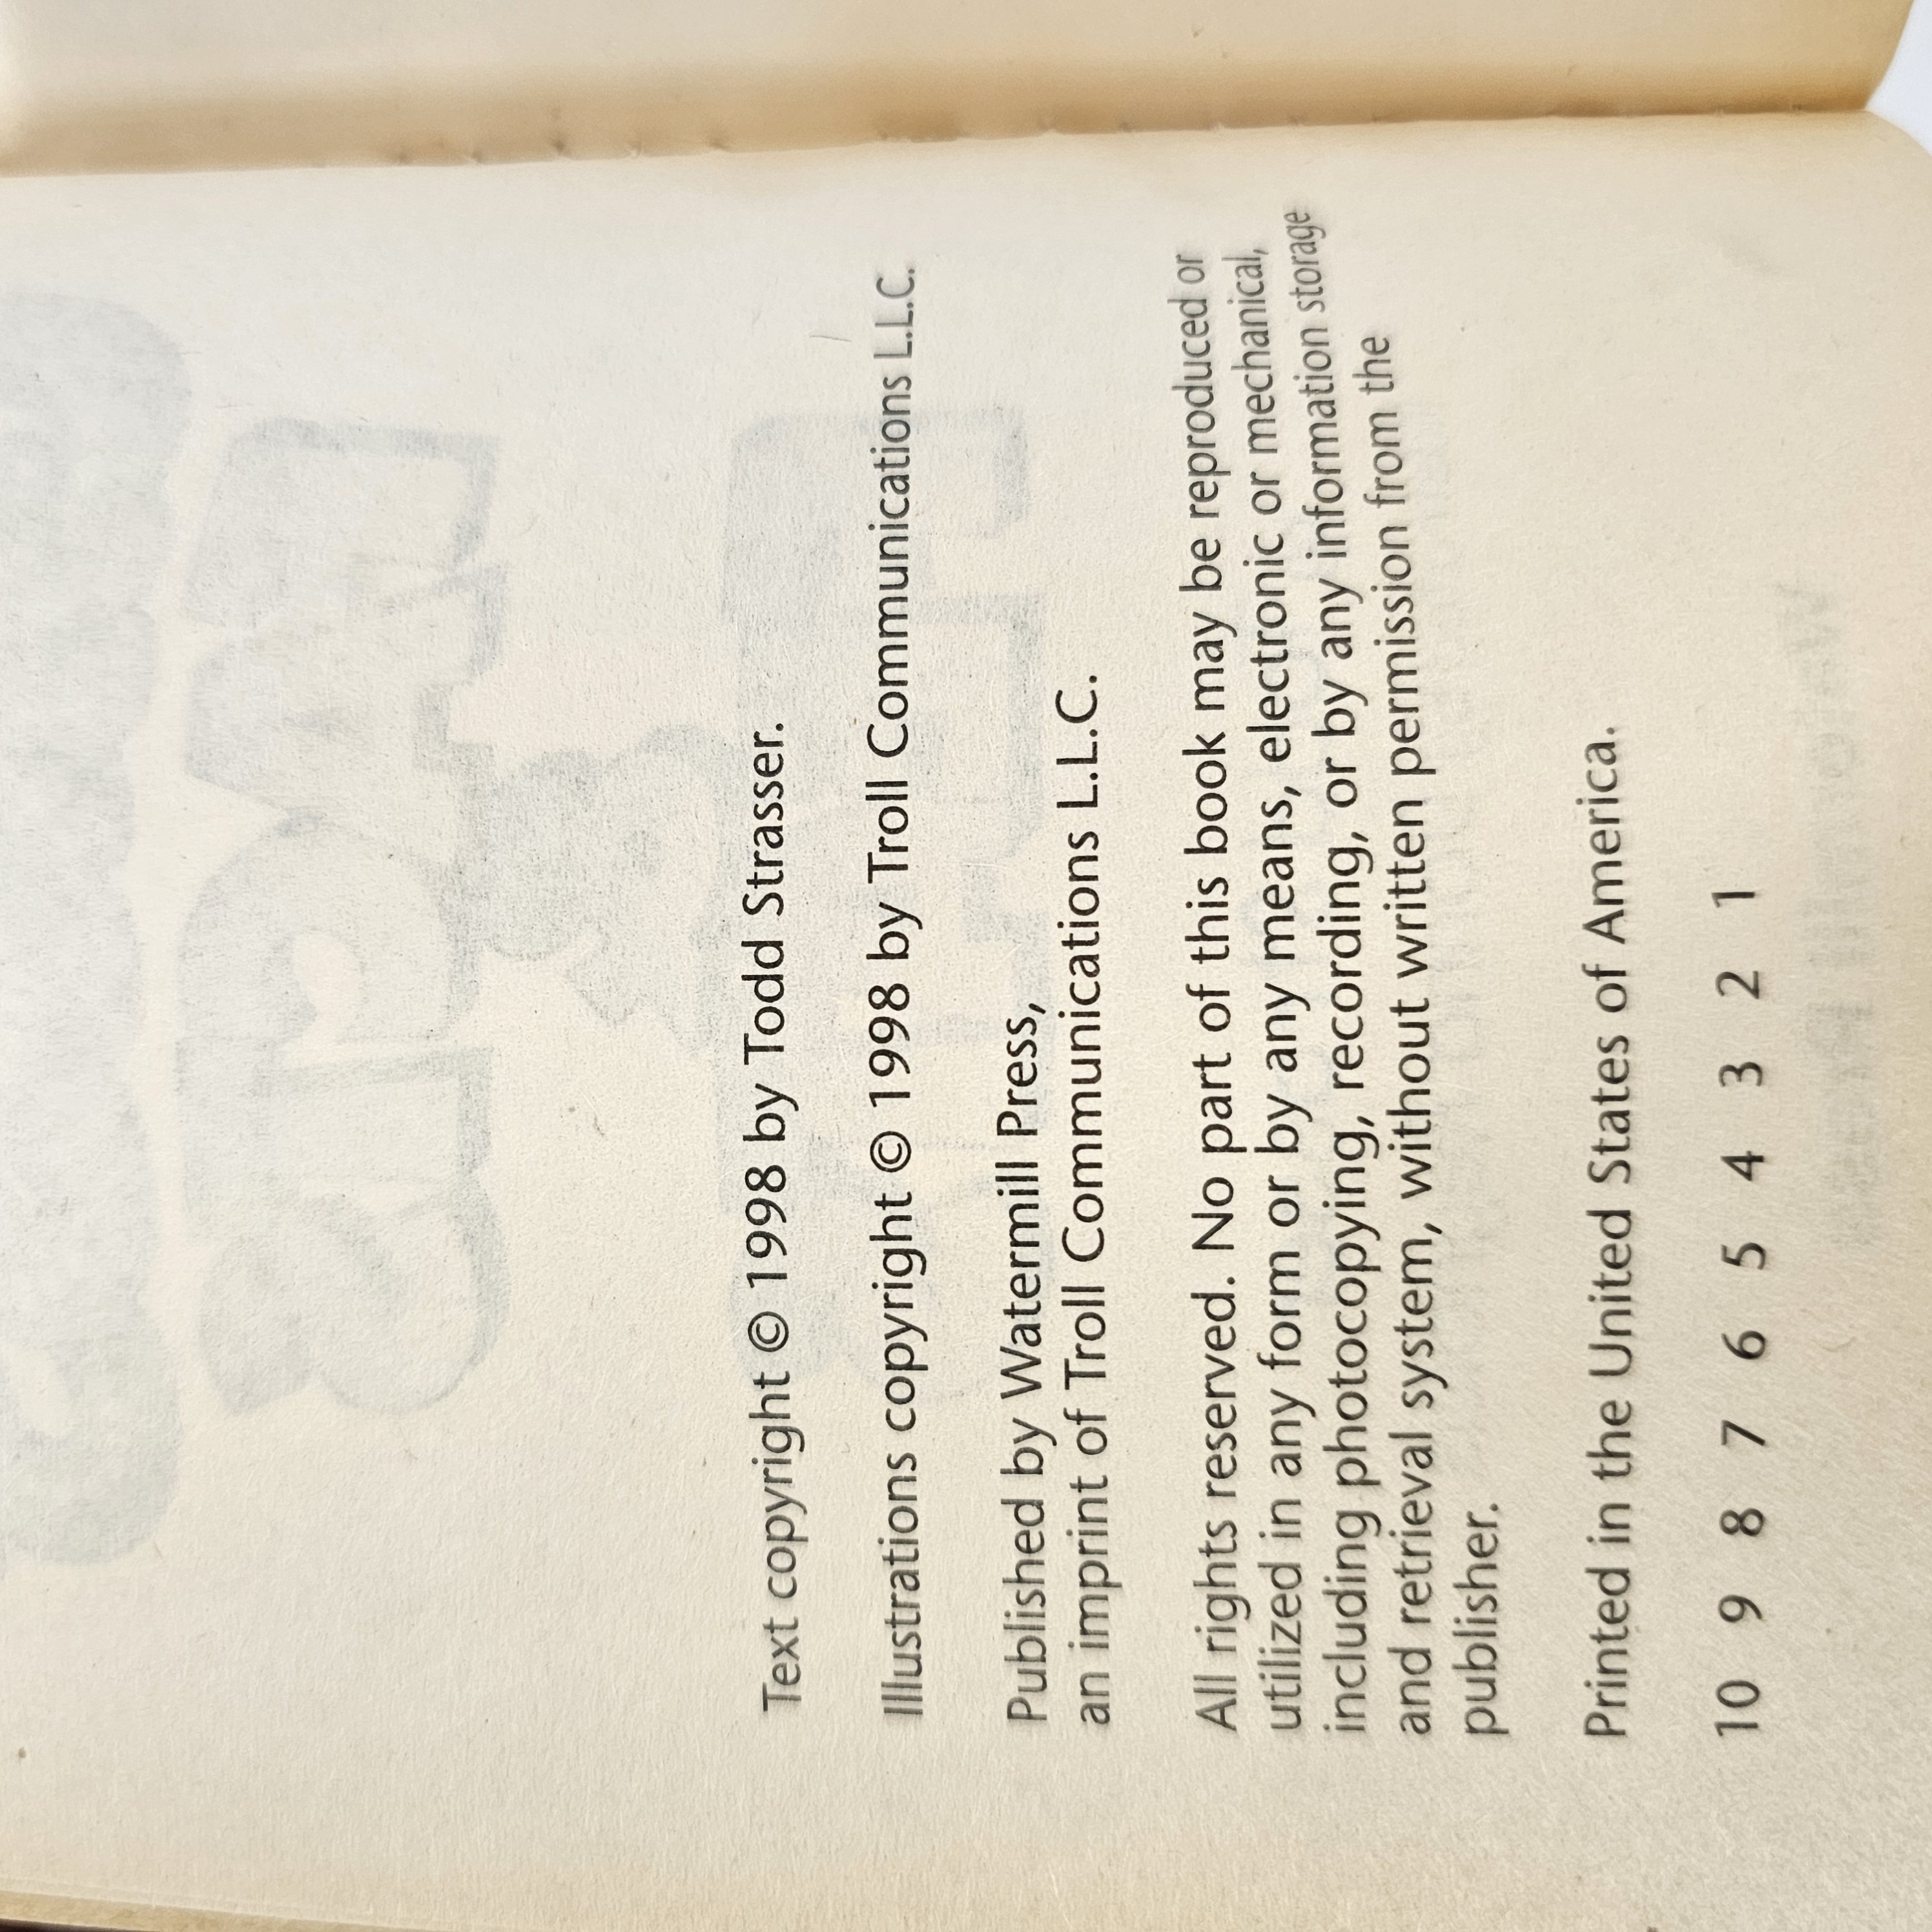 FACTS
&
Text copyright © 1998 by Todd Strasser.
Illustrations copyright © 1998 by Troll Communications L.L.C.
Published by Watermill Press,
an imprint of Troll Communications L.L.C.
All rights reserved. No part of this book may be reproduced or
utilized in any form or by any means, electronic or mechanical,
including photocopying, recording, or by any information storage
and retrieval system, without written permission from the
publisher.
Printed in the United States of America.
10 9 8 7 6 5 4 3 2 1
Watermill Press